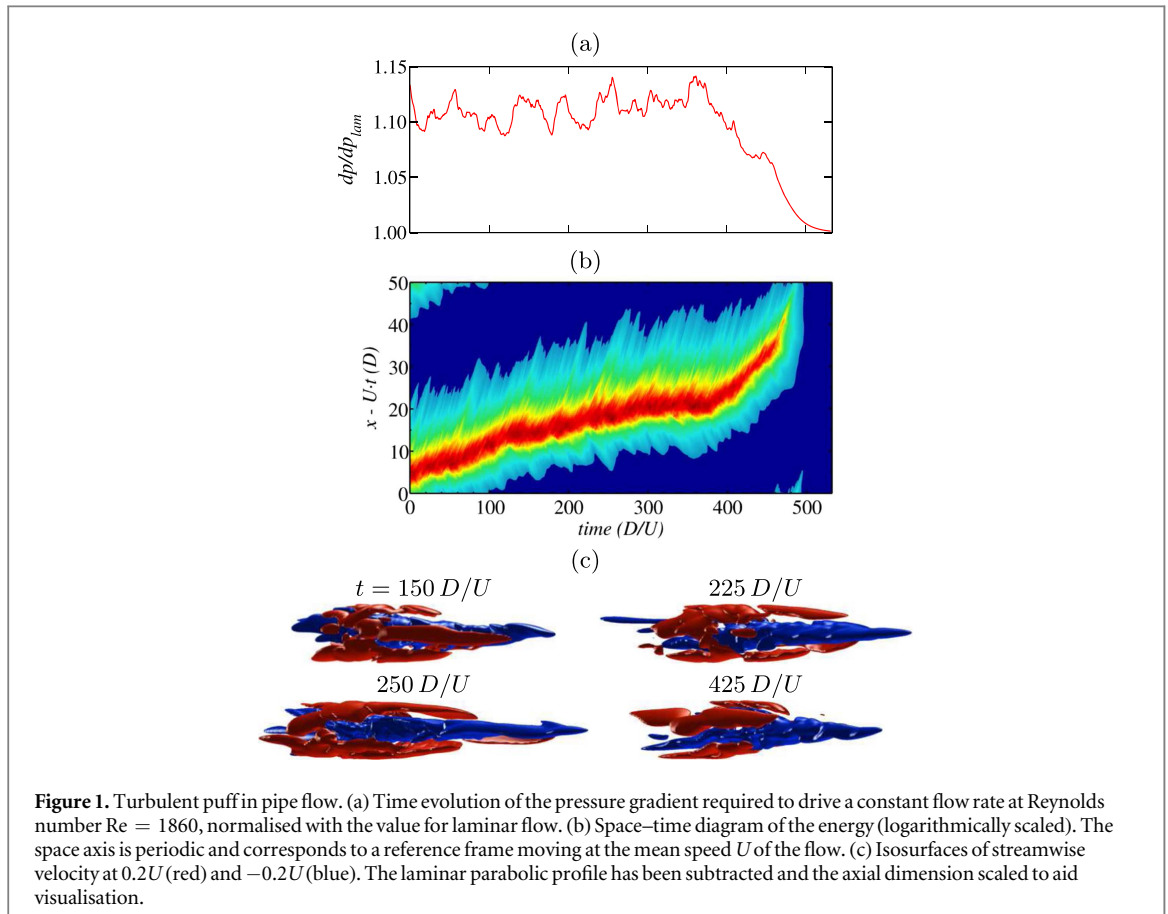 (a)
1.15
1.10
1.05
1.00
dp/dp_lam
(b)
50
40
30
20
10
0
x - U·t (D)
0 100 200 300 400 500
time (D/U)
(c)
t = 150 D/U 225 D/U
250 D/U 425 D/U
Figure 1. Turbulent puff in pipe flow. (a) Time evolution of the pressure gradient required to drive a constant flow rate at Reynolds
number Re = 1860, normalised with the value for laminar flow. (b) Space–time diagram of the energy (logarithmically scaled). The
space axis is periodic and corresponds to a reference frame moving at the mean speed U of the flow. (c) Isosurfaces of streamwise
velocity at 0.2U (red) and −0.2U (blue). The laminar parabolic profile has been subtracted and the axial dimension scaled to aid
visualisation.